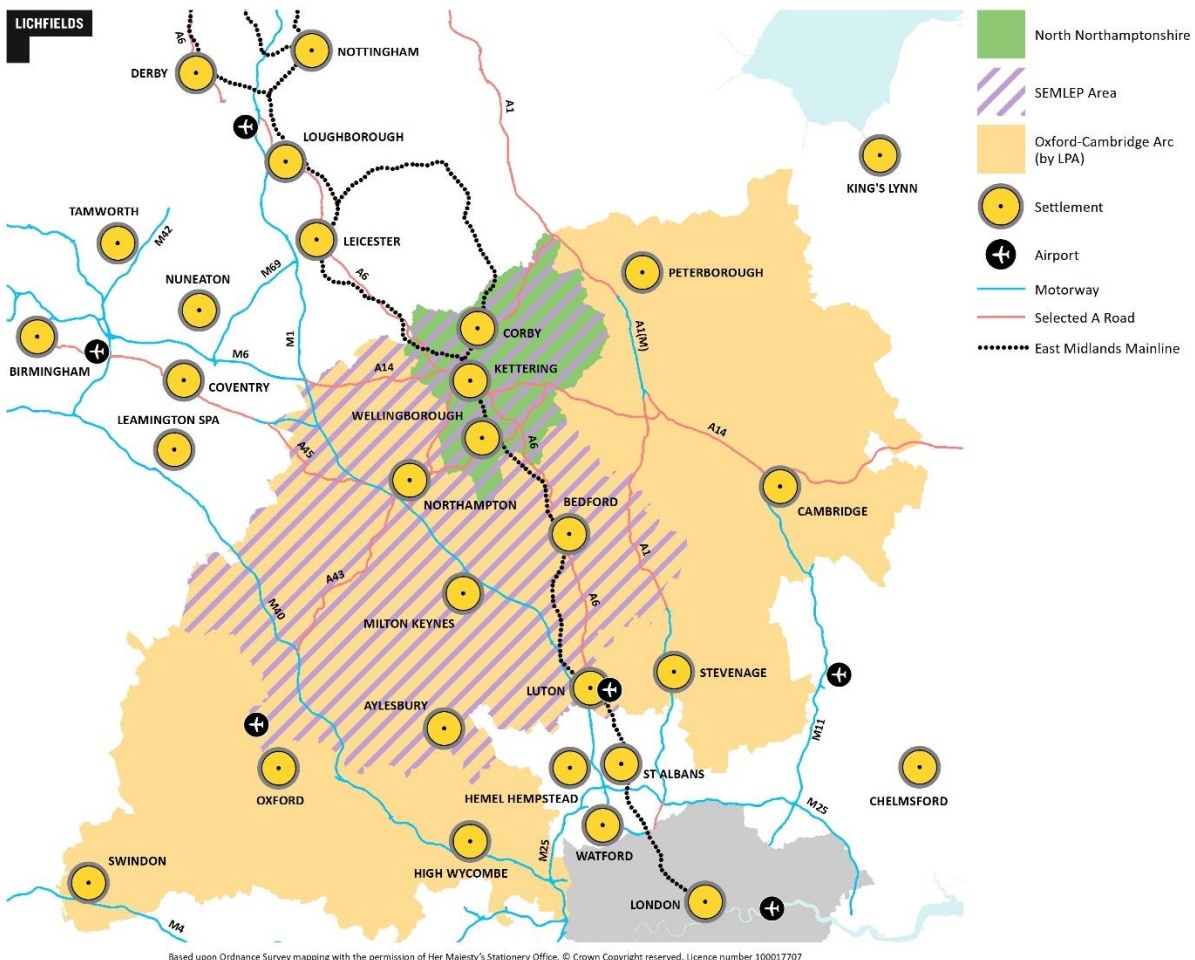 LICHFIELDS
A6
NOTTINGHAM
DERBY
A1
LOUGHBOROUGH
KING'S LYNN
TAMWORTH
M42
LEICESTER
M69
A6
NUNEATON
PETERBOROUGH
BIRMINGHAM
M6
M1
CORBY
A1(M)
COVENTRY
A14
KETTERING
LEAMINGTON SPA
WELLINGBOROUGH
A14
A45
A6
NORTHAMPTON
BEDFORD
CAMBRIDGE
A43
A1
M40
MILTON KEYNES
A6
LUTON
STEVENAGE
AYLESBURY
M11
OXFORD
HEMEL HEMPSTEAD
ST ALBANS
CHELMSFORD
M25
SWINDON
HIGH WYCOMBE
M25
WATFORD
LONDON
M4
North Northamptonshire
SEMLEP Area
Oxford-Cambridge Arc
(by LPA)
Settlement
Airport
Motorway
Selected A Road
East Midlands Mainline
Based upon Ordnance Survey mapping with the permission of Her Majesty's Stationery Office. © Crown Copyright reserved. Licence number 100017707